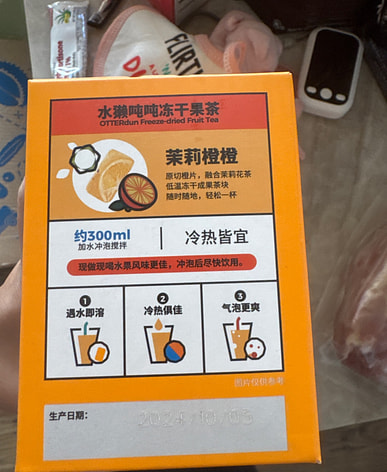 FLIRT
水獭吨吨冻干果茶
OTTERdun Freeze-dried Fruit Tea
茉莉橙橙
原切橙片，融合茉莉花茶
低温冻干成果茶块
随时随地，轻松一杯
约300ml
加水冲泡搅拌
冷热皆宜
现做现喝水果风味更佳，冲泡后尽快饮用。
1
遇水即溶
2
冷热俱佳
3
气泡更爽
图片仅供参考
生产日期：